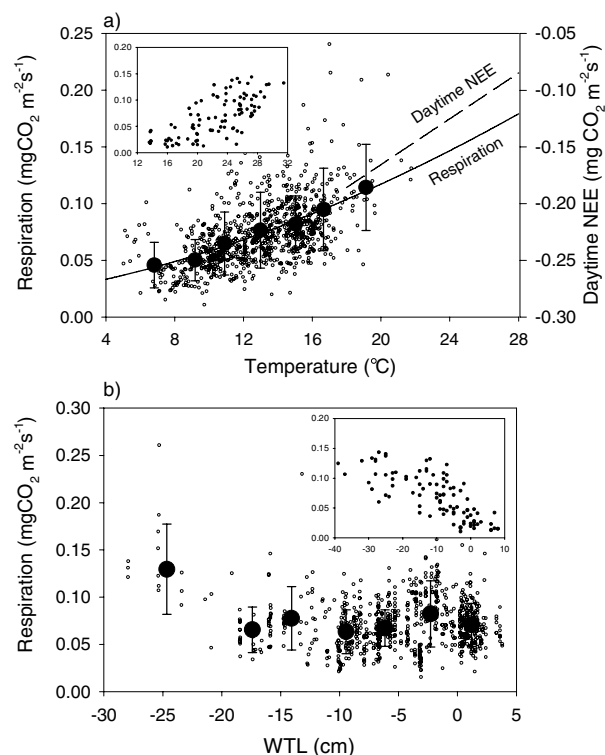 a)
0.25
0.20
0.15
0.10
0.05
0.00
Respiration (mgCO2 m-2s-1)
0.20
0.15
0.10
0.05
0.0
12 16 20 24 28 32
Daytime NEE
Respiration
-0.05
-0.10
-0.15
-0.20
-0.25
-0.30
Daytime NEE (mg CO2 m-2s-1)
4 8 12 16 20 24 28
Temperature (°C)
b)
0.30
0.25
0.20
0.15
0.10
0.05
0.00
Respiration (mgCO2 m-2s-1)
0.20
0.15
0.10
0.05
0.00
-40 -30 -20 -10 0 10
-30 -25 -20 -15 -10 -5 0 5
WTL (cm)